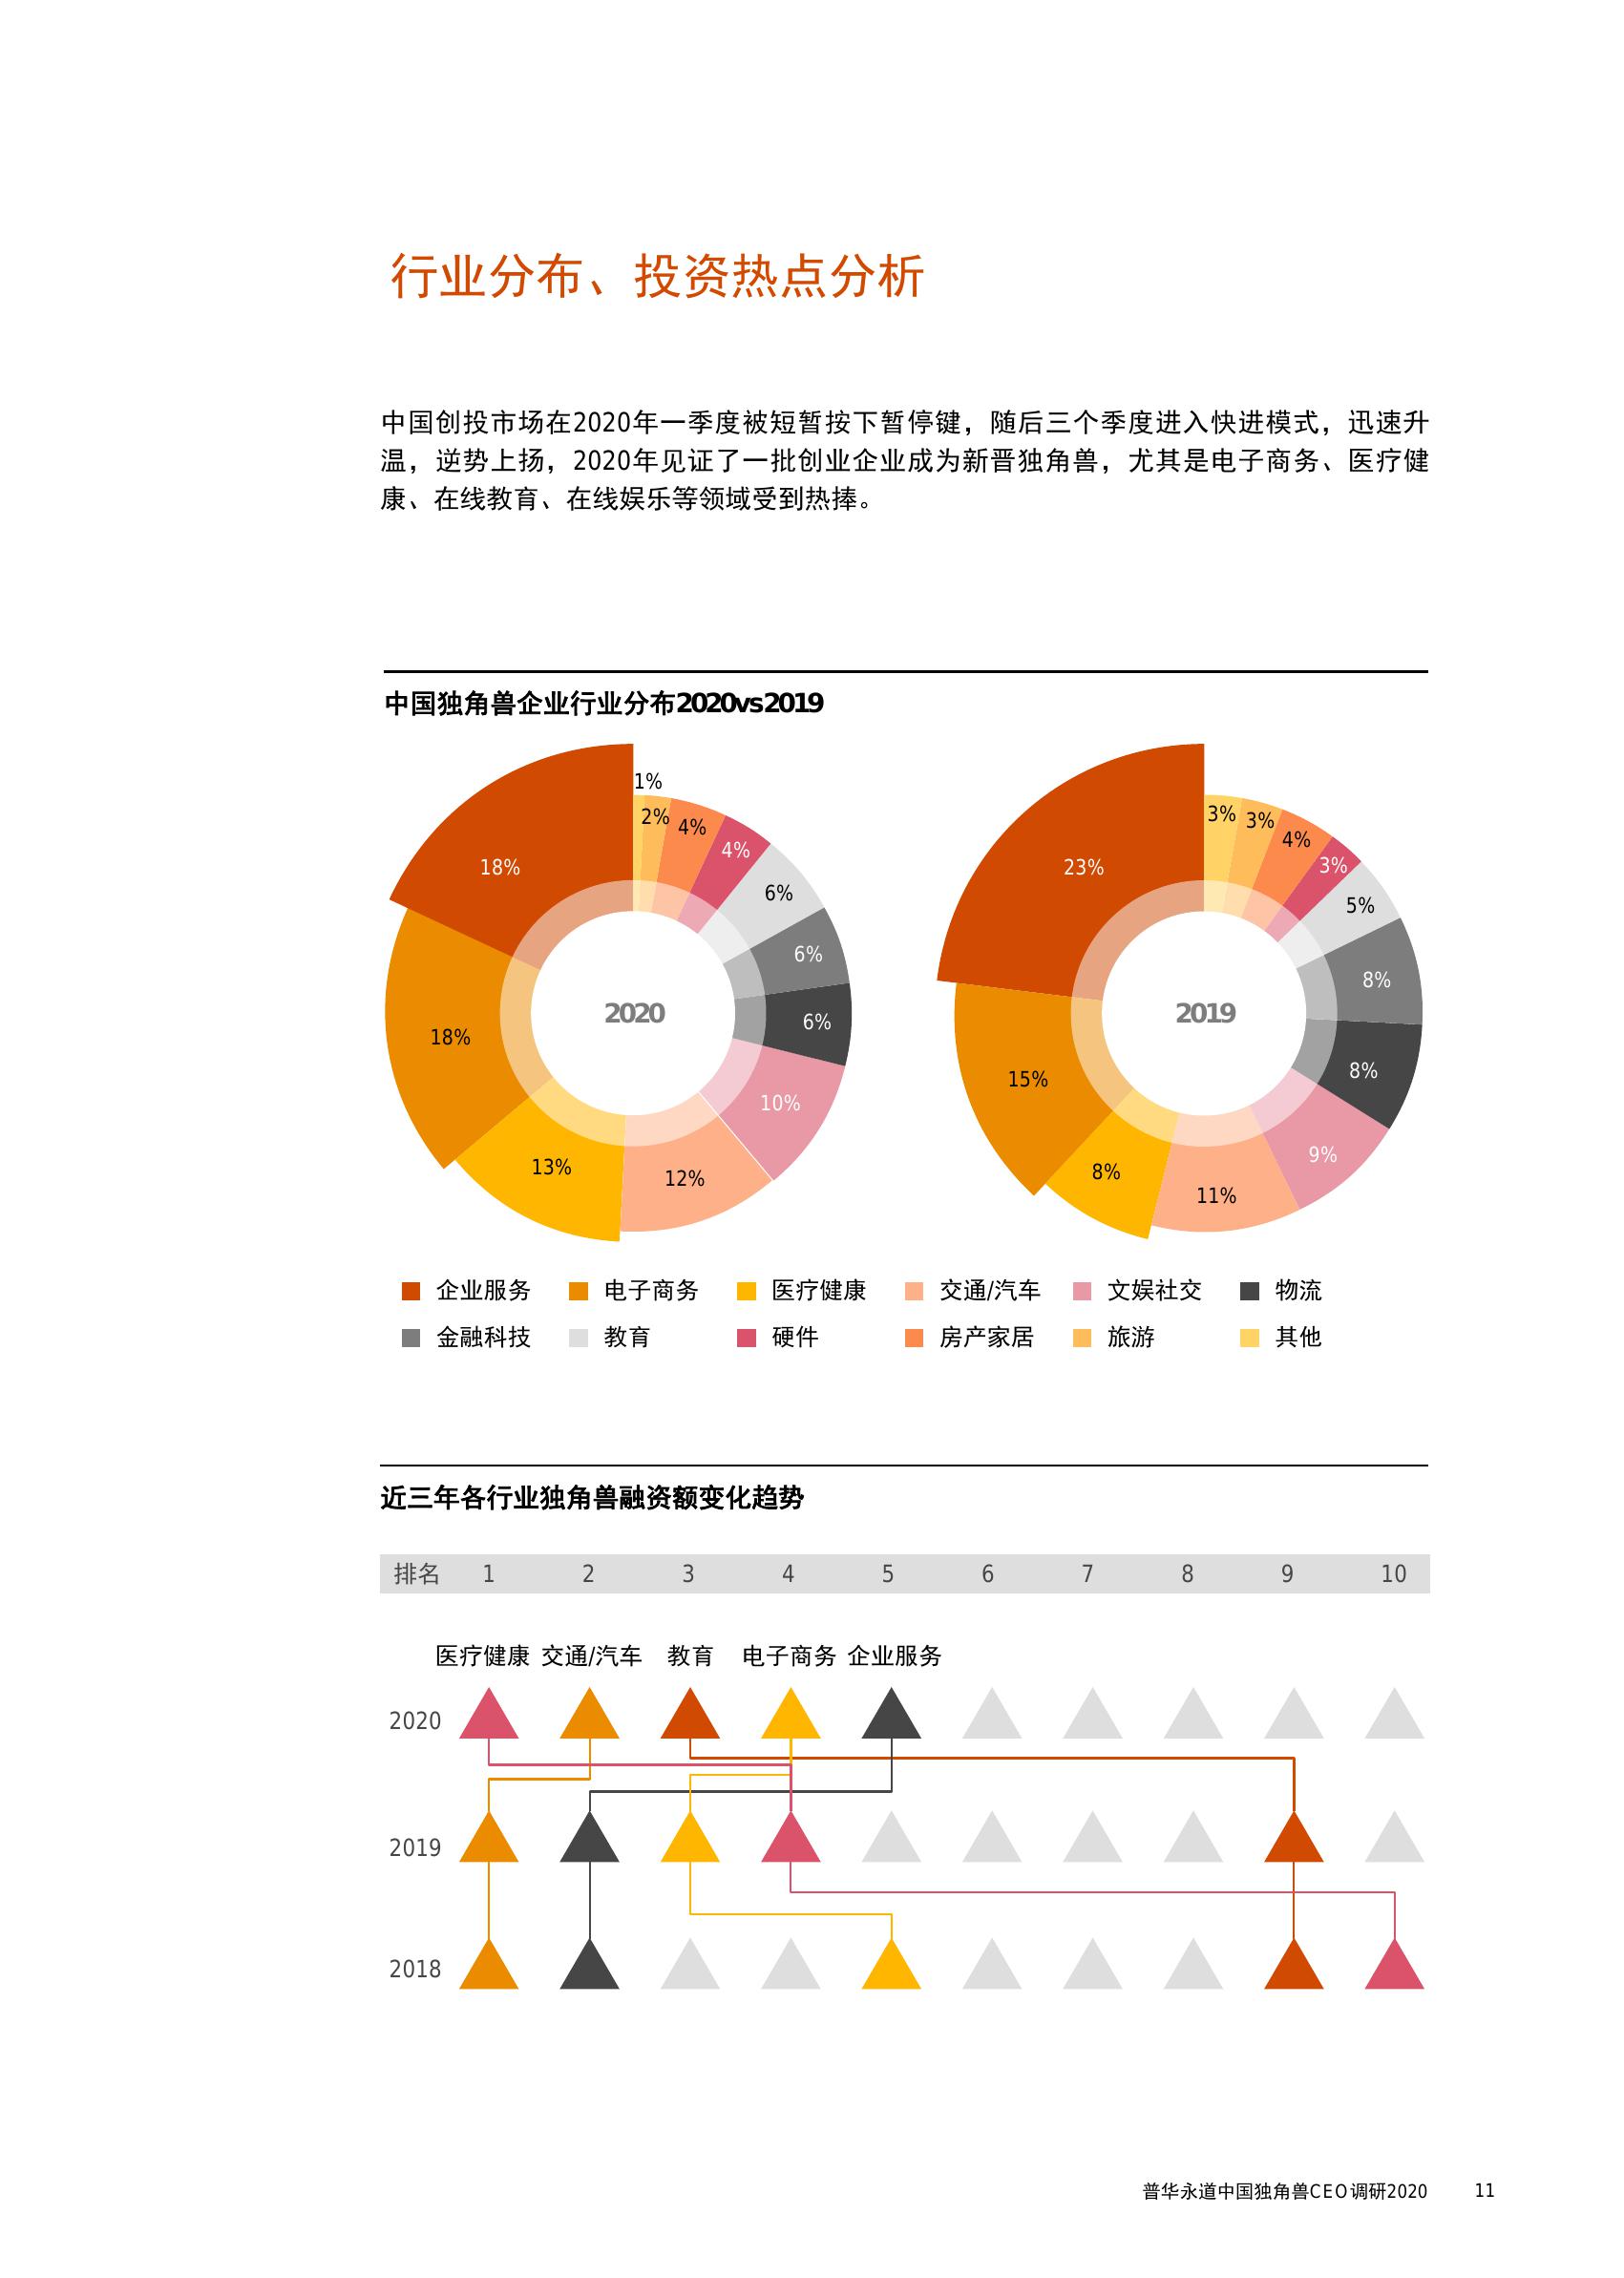 行业分布、投资热点分析
中国创投市场在2020年一季度被短暂按下暂停键，随后三个季度进入快进模式，迅速升
温，逆势上扬，2020年见证了一批创业企业成为新晋独角兽，尤其是电子商务、医疗健
康、在线教育、在线娱乐等领域受到热捧。
中国独角兽企业行业分布2020vs2019
1%
2%
4%
4%
6%
6%
6%
10%
12%
13%
18%
18%
2020
3%
3%
4%
3%
5%
8%
8%
9%
11%
8%
15%
23%
2019
企业服务 电子商务 医疗健康 交通/汽车 文娱社交 物流
金融科技 教育 硬件 房产家居 旅游 其他
近三年各行业独角兽融资额变化趋势
排名 1 2 3 4 5 6 7 8 9 10
医疗健康 交通/汽车 教育 电子商务 企业服务
2020
2019
2018
普华永道中国独角兽CEO调研2020 11